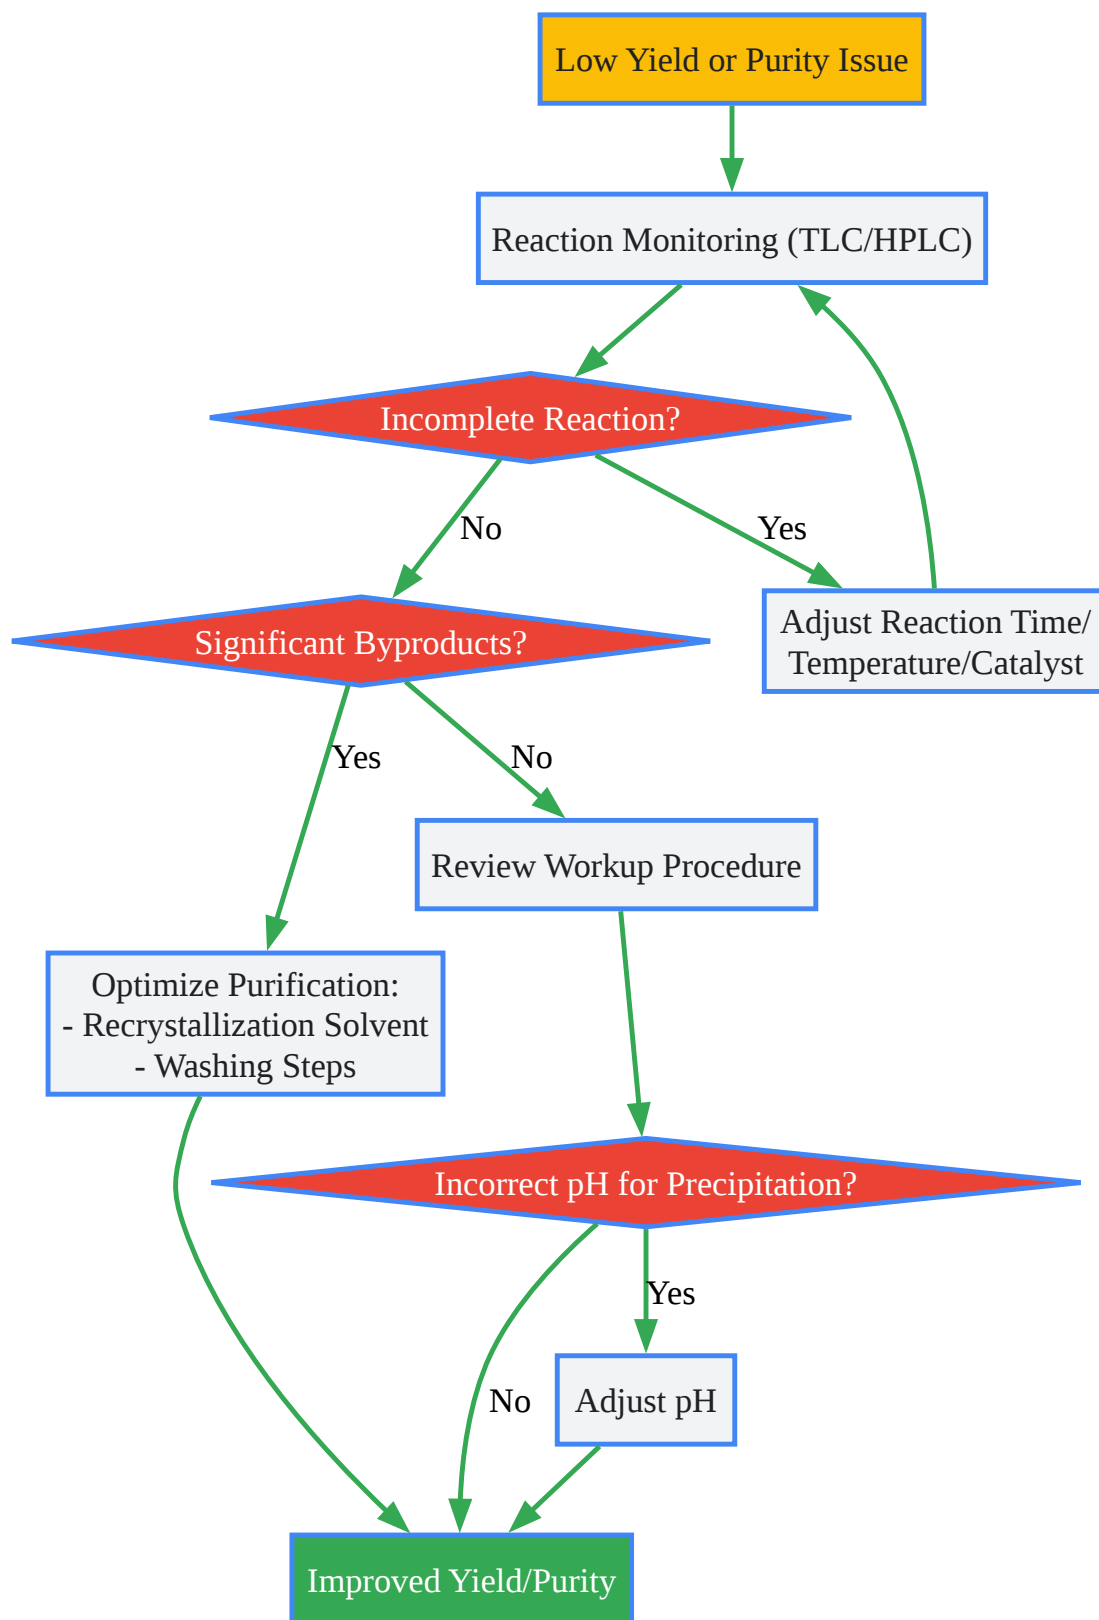 Low Yield or Purity Issue
Reaction Monitoring (TLC/HPLC)
Incomplete Reaction?
No
Yes
Adjust Reaction Time/
Temperature/Catalyst
Significant Byproducts?
Yes
No
Review Workup Procedure
Optimize Purification:
- Recrystallization Solvent
- Washing Steps
Incorrect pH for Precipitation?
Yes
No
Adjust pH
Improved Yield/Purity